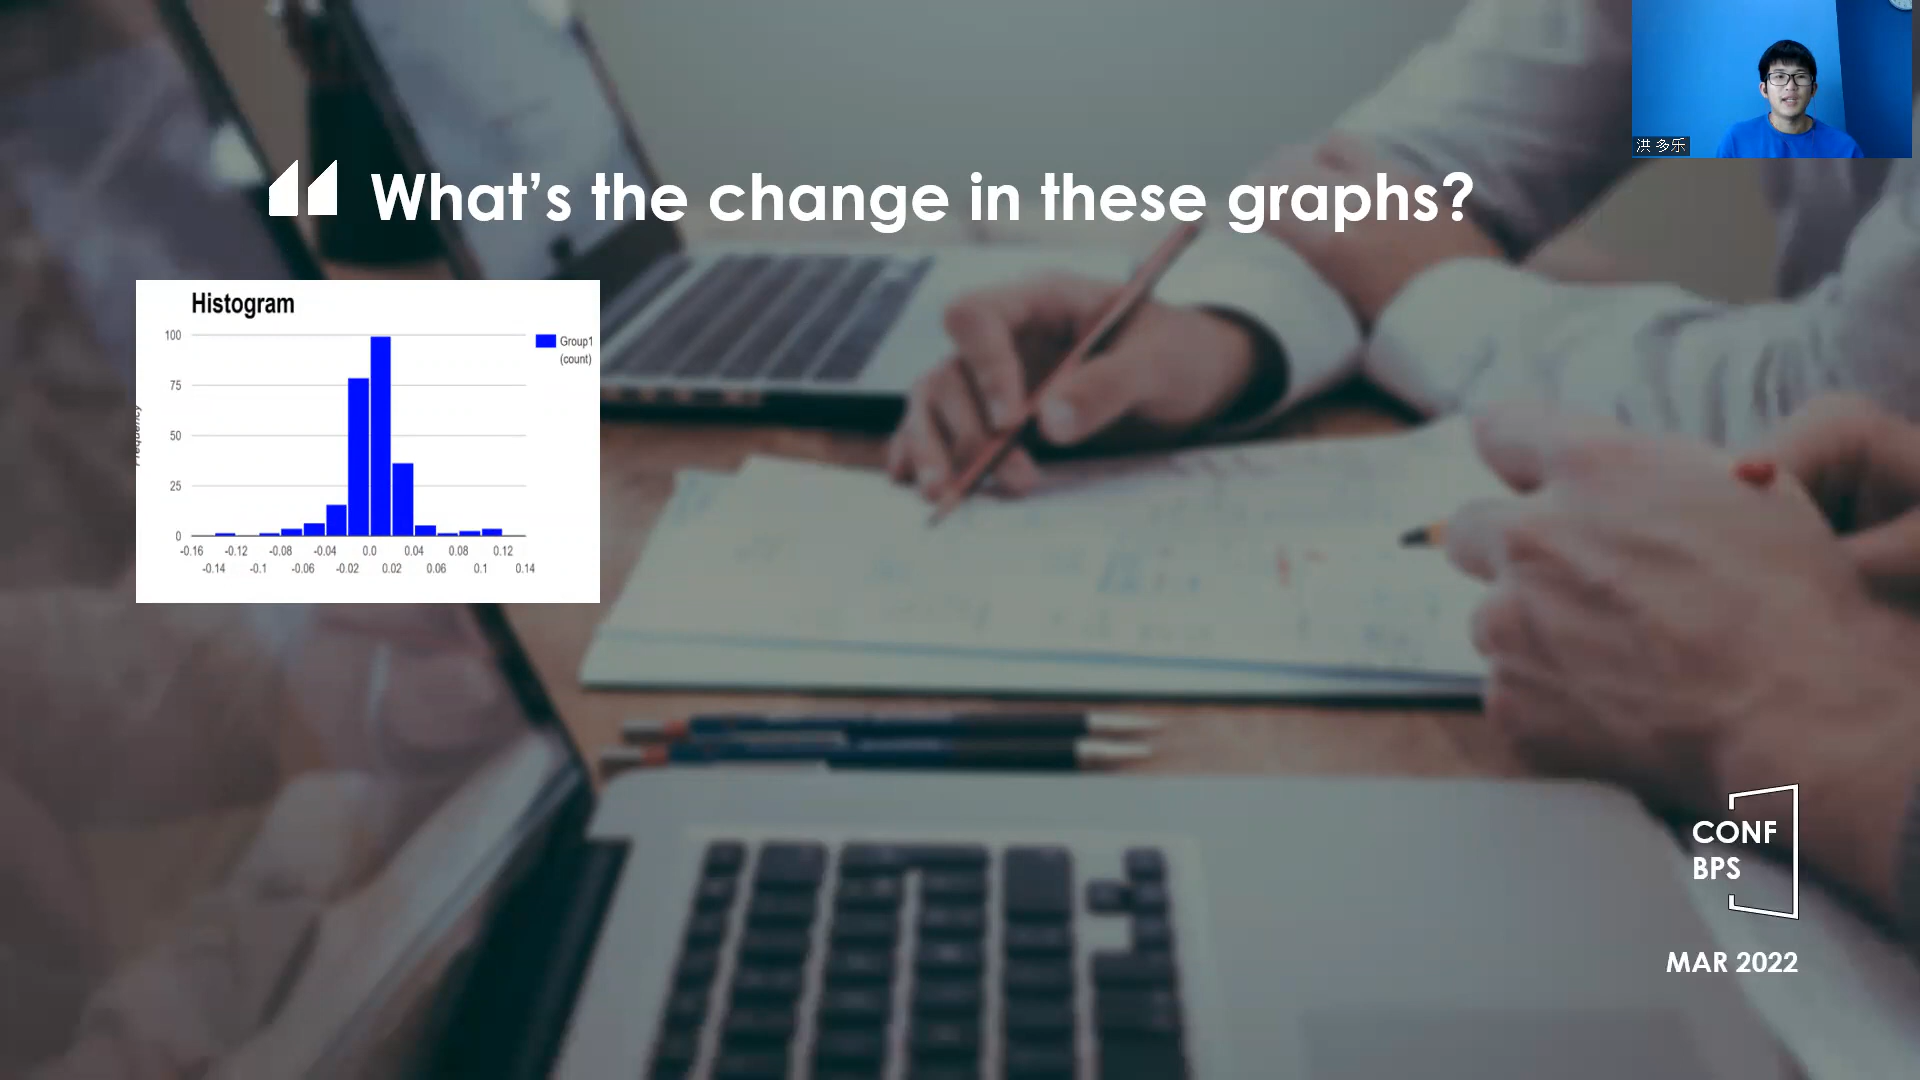 洪 多乐
What’s the change in these graphs?
Histogram
100
75
50
25
0
Frequency
Group1
(count)
-0.16 -0.12 -0.08 -0.04 0.0 0.04 0.08 0.12
-0.14 -0.1 -0.06 -0.02 0.02 0.06 0.1 0.14
CONF
BPS
MAR 2022